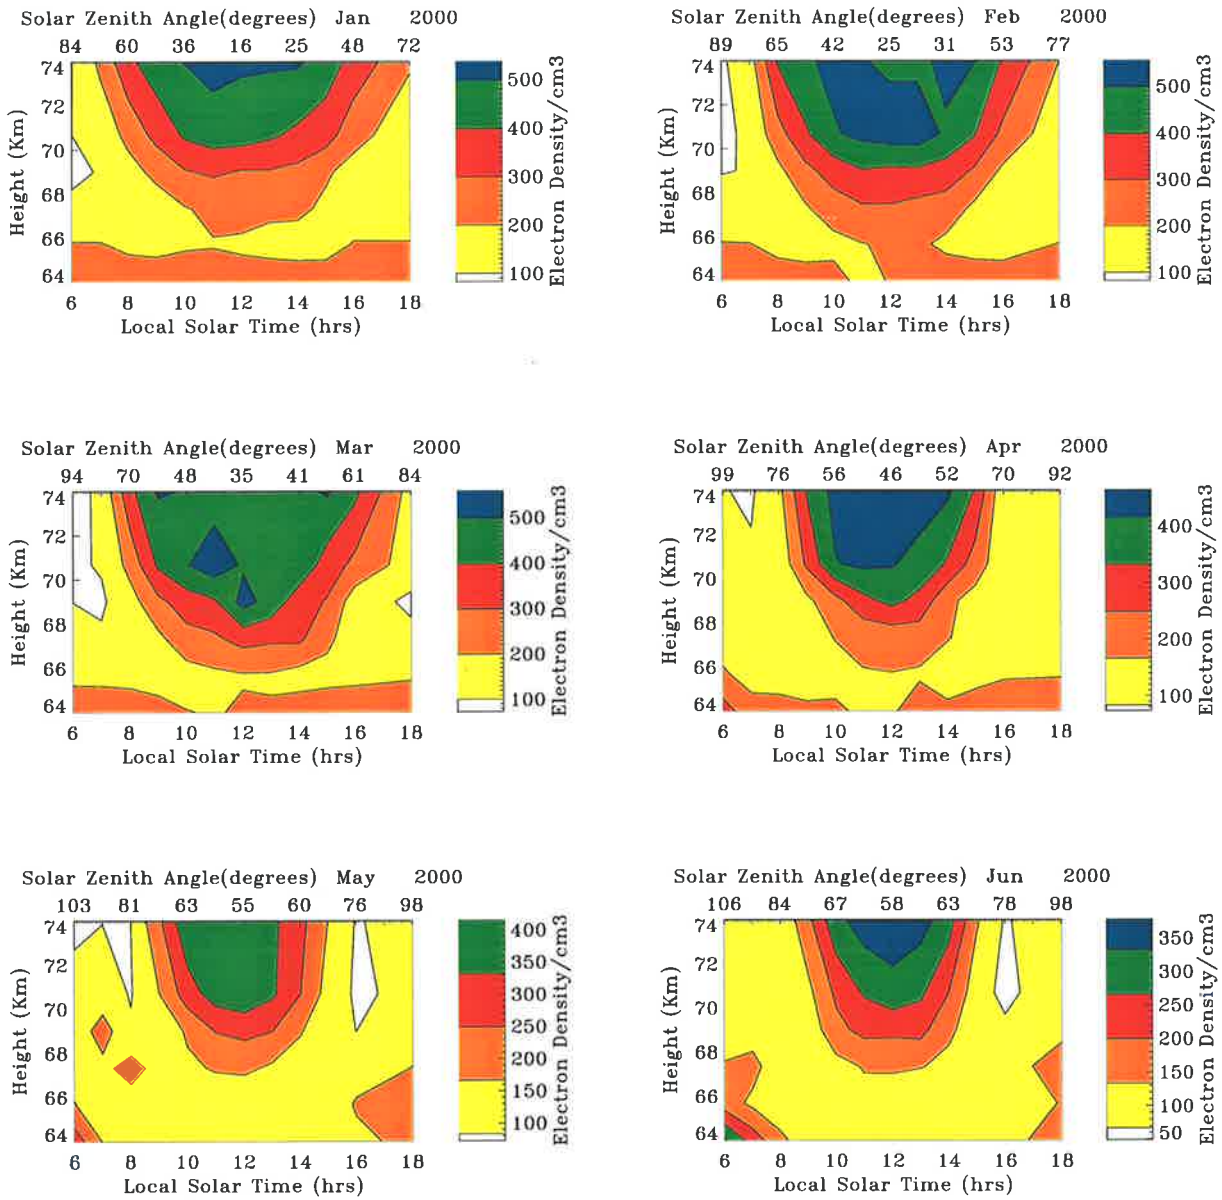 Solar Zenith Angle(degrees) Jan 2000
84 60 36 16 25 48 72
74
72
70
68
66
64
Height (Km)
6 8 10 12 14 16 18
Local Solar Time (hrs)
500
400
300
200
100
Electron Density/cm3
Solar Zenith Angle(degrees) Feb 2000
89 65 42 25 31 53 77
74
72
70
68
66
64
Height (Km)
6 8 10 12 14 16 18
Local Solar Time (hrs)
500
400
300
200
100
Electron Density/cm3
Solar Zenith Angle(degrees) Mar 2000
94 70 48 35 41 61 84
74
72
70
68
66
64
Height (Km)
6 8 10 12 14 16 18
Local Solar Time (hrs)
500
400
300
200
100
Electron Density/cm3
Solar Zenith Angle(degrees) Apr 2000
99 76 56 46 52 70 92
74
72
70
68
66
64
Height (Km)
6 8 10 12 14 16 18
Local Solar Time (hrs)
400
300
200
100
Electron Density/cm3
Solar Zenith Angle(degrees) May 2000
103 81 63 55 60 76 98
74
72
70
68
66
64
Height (Km)
6 8 10 12 14 16 18
Local Solar Time (hrs)
400
350
300
250
200
150
100
Electron Density/cm3
Solar Zenith Angle(degrees) Jun 2000
106 84 67 58 63 78 98
74
72
70
68
66
64
Height (Km)
6 8 10 12 14 16 18
Local Solar Time (hrs)
350
300
250
200
150
100
50
Electron Density/cm3